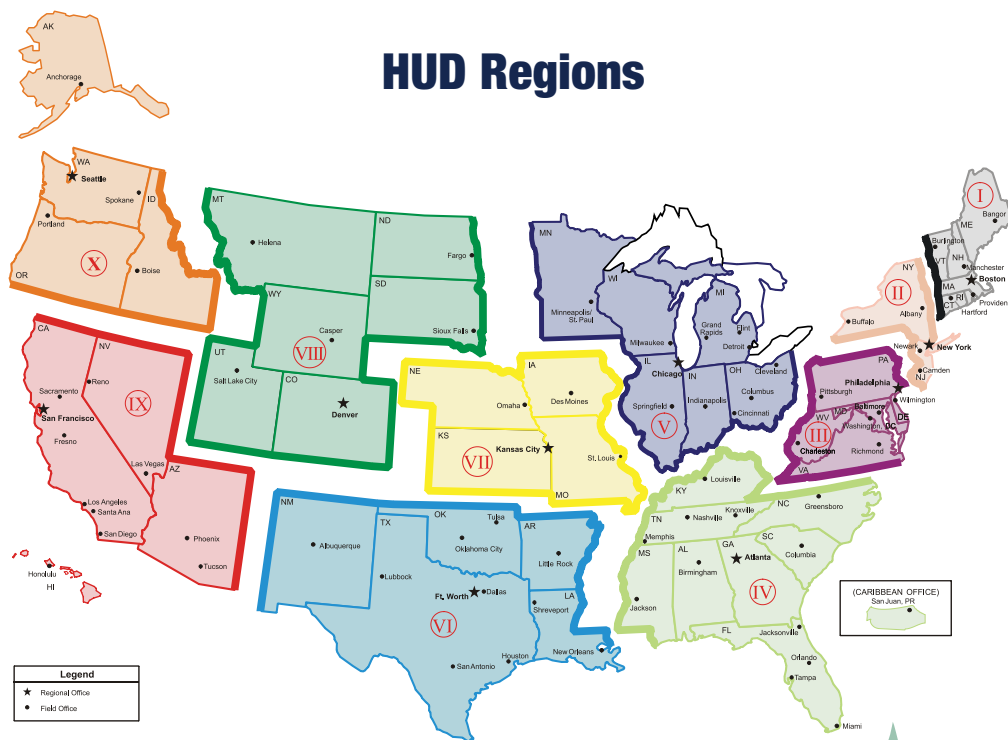 HUD Regions
AK
Anchorage
WA
Seattle
Spokane
ID
Portland
X
Boise
OR
MT
ND
Helena
Fargo
SD
WY
Casper
Sioux Falls
VIII
UT
Salt Lake City
CO
Denver
CA
NV
Reno
Sacramento
IX
San Francisco
Fresno
Las Vegas
AZ
Los Angeles
Santa Ana
San Diego
Phoenix
Tucson
Honolulu
HI
NE
IA
Omaha
Des Moines
KS
VII
Kansas City
St, Louis
MO
MN
WI
Minneapolis/
St. Paul
MI
Grand
Rapids
Flint
Milwaukee
Detroit
IL
Chicago
IN
OH
Cleveland
Columbus
Springfield
Indianapolis
Cincinnati
V
I
ME
Bangor
Burlington
VT
NH
Manchester
Boston
MA
CT
RI
Providen
Hartford
NY
II
Albany
Buffalo
New York
Newark
Camden
NJ
PA
Philadelphia
Pittsburgh
Wilmington
Baltimore
MD
DE
WV
Washington, DC
III
Charleston
Richmond
VA
NM
Albuquerque
TX
OK
Tulsa
Oklahoma City
AR
Little Rock
Lubbock
Ft. Worth
Dallas
LA
Shreveport
VI
San Antonio
Houston
New Orleans
KY
Louisville
NC
Greensboro
TN
Nashville
Knoxville
Memphis
SC
MS
AL
GA
Atlanta
Columbia
Birmingham
Jackson
IV
FL
Jacksonville
Orlando
Tampa
Miami
(CARIBBEAN OFFICE)
San Juan, PR
Legend
Regional Office
Field Office